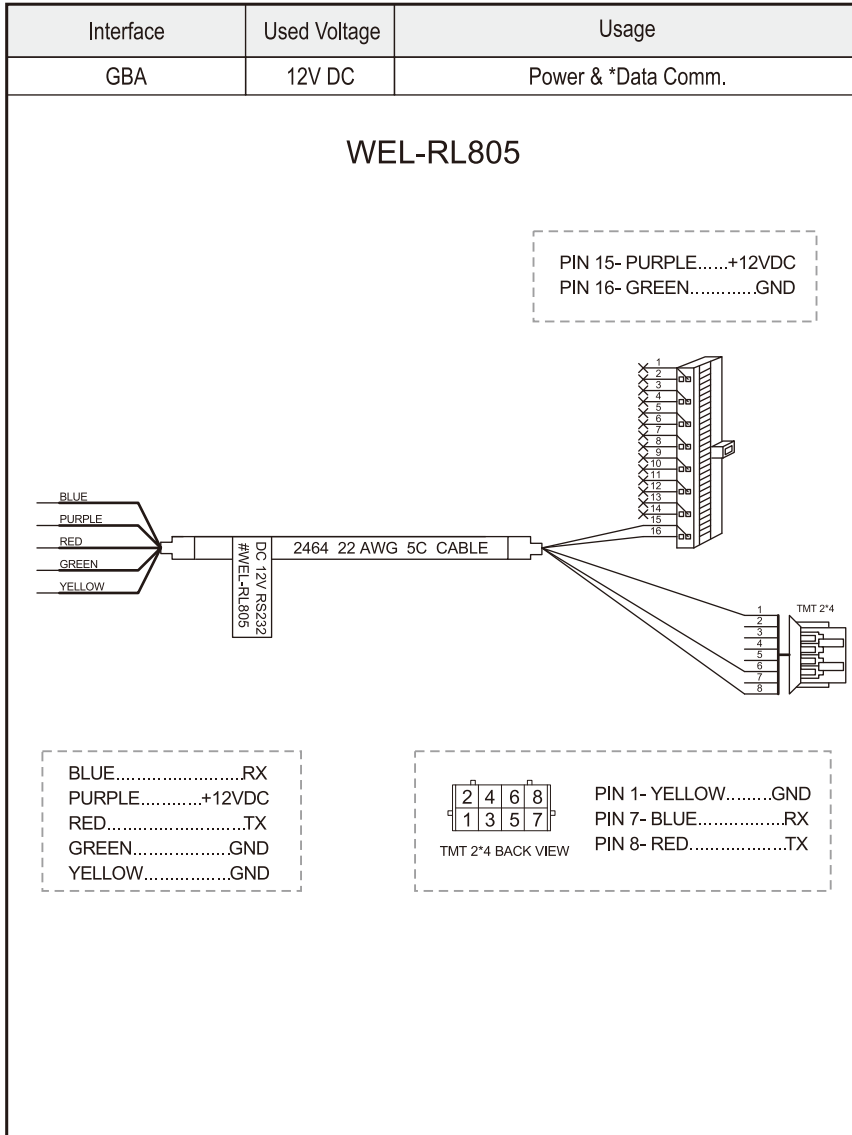 Interface Used Voltage Usage
GBA 12V DC Power & *Data Comm.
WEL-RL805
PIN 15- PURPLE......+12VDC
PIN 16- GREEN............GND
1
2
3
4
5
6
7
8
9
10
11
12
13
14
15
16
BLUE
PURPLE
RED
GREEN
YELLOW
DC 12V RS232
#WEL-RL805
2464 22 AWG 5C CABLE
1
2
3
4
5
6
7
8
TMT 2*4
BLUE......................RX
PURPLE..........+12VDC
RED.......................TX
GREEN.................GND
YELLOW...............GND
2 4 6 8
1 3 5 7
TMT 2*4 BACK VIEW
PIN 1- YELLOW........GND
PIN 7- BLUE................RX
PIN 8- RED..................TX